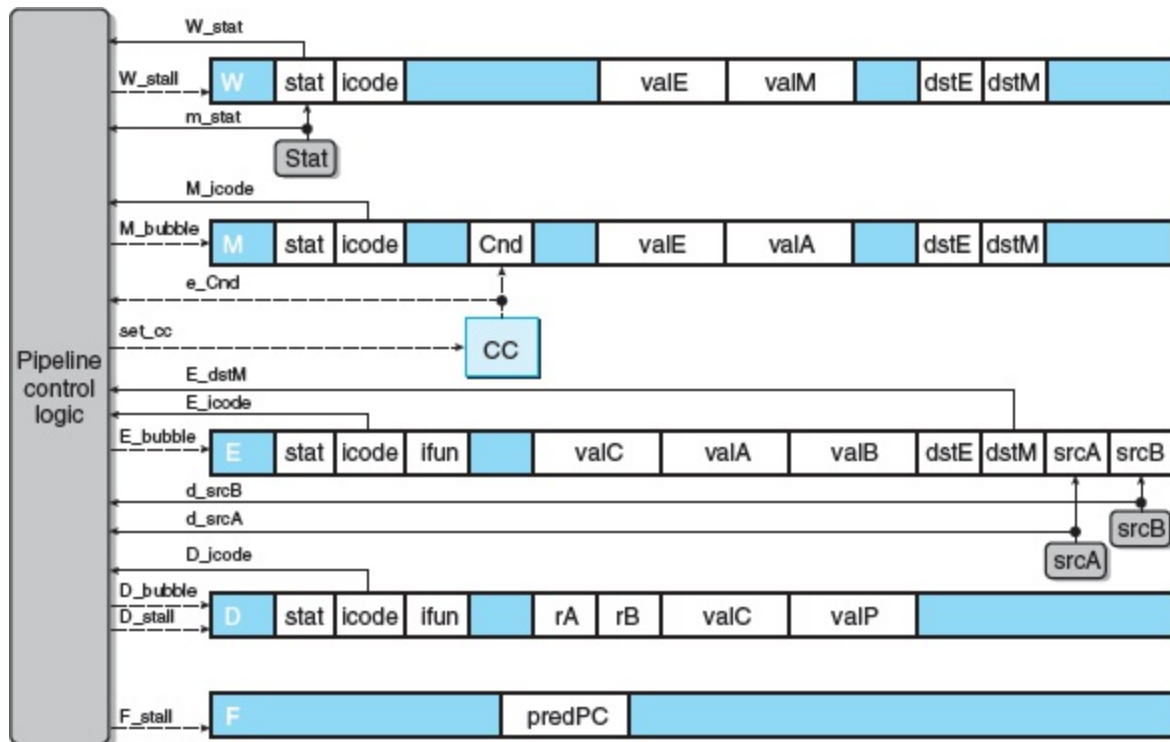 W_stat
W_stall
W stat icode valE valM dstE dstM
m_stat
Stat
M_icode
M_bubble
M stat icode Cnd valE valA dstE dstM
e_Cnd
set_cc
CC
Pipeline
control
logic
E_dstM
E_icode
E_bubble
E stat icode ifun valC valA valB dstE dstM srcA srcB
d_srcB
srcB
d_srcA
srcA
D_icode
D_bubble
D_stall
D stat icode ifun rA rB valC valP
F_stall
F predPC